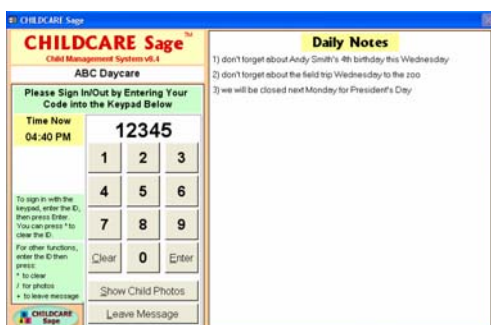 CHILDCARE Sage
CHILDCARE Sage™
Child Management System v8.4
ABC Daycare
Please Sign In/Out by Entering Your
Code into the Keypad Below
Time Now
04:40 PM
12345
1 2 3
4 5 6
7 8 9
Clear 0 Enter
To sign in with the
keypad, enter the ID,
then press Enter.
You can press * to
clear the ID.
For other functions,
enter the ID then
press:
* to clear
/ for photos
+ to leave message
Show Child Photos
Leave Message
CHILDCARE
Sage
Daily Notes
1) don't forget about Andy Smith's 4th birthday this Wednesday
2) don't forget about the field trip Wednesday to the zoo
3) we will be closed next Monday for President's Day